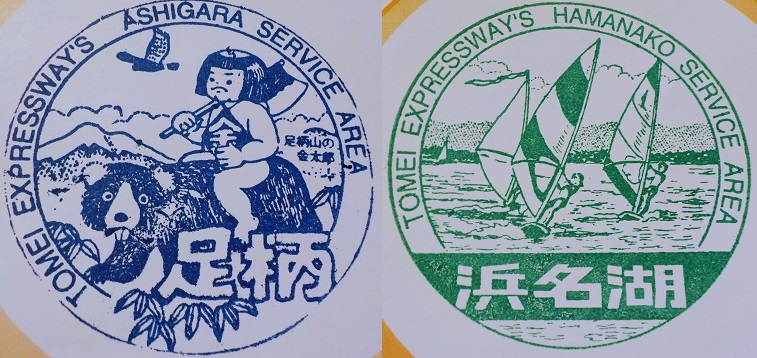 TOMEI EXPRESSWAY'S ASHIGARA SERVICE AREA
足柄山の
金太郎
金
足柄
TOMEI EXPRESSWAY'S HAMANAKO SERVICE AREA
浜名湖